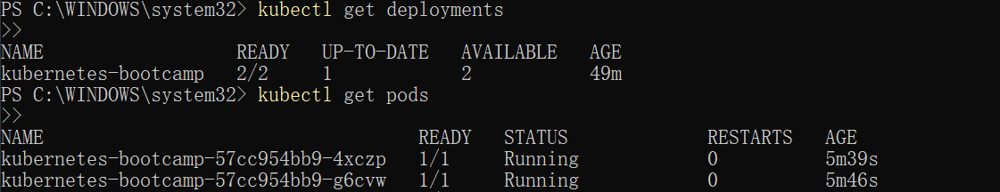 PS C:\WINDOWS\system32> kubectl get deployments
>>
NAME READY UP-TO-DATE AVAILABLE AGE
kubernetes-bootcamp 2/2 1 2 49m
PS C:\WINDOWS\system32> kubectl get pods
>>
NAME READY STATUS RESTARTS AGE
kubernetes-bootcamp-57cc954bb9-4xczp 1/1 Running 0 5m39s
kubernetes-bootcamp-57cc954bb9-g6cvw 1/1 Running 0 5m46s